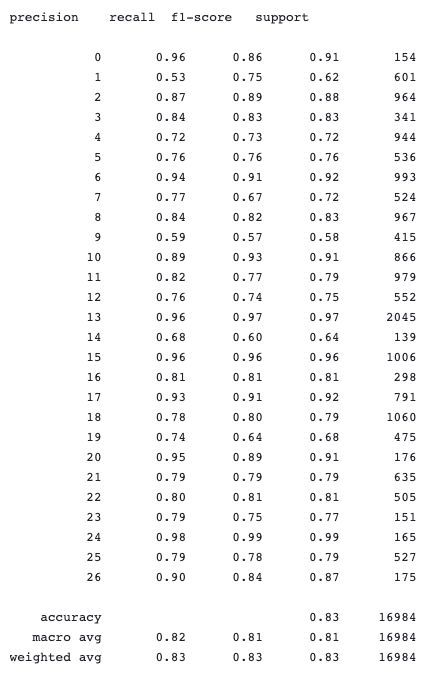 precision recall f1-score support
0 0.96 0.86 0.91 154
1 0.53 0.75 0.62 601
2 0.87 0.89 0.88 964
3 0.84 0.83 0.83 341
4 0.72 0.73 0.72 944
5 0.76 0.76 0.76 536
6 0.94 0.91 0.92 993
7 0.77 0.67 0.72 524
8 0.84 0.82 0.83 967
9 0.59 0.57 0.58 415
10 0.89 0.93 0.91 866
11 0.82 0.77 0.79 979
12 0.76 0.74 0.75 552
13 0.96 0.97 0.97 2045
14 0.68 0.60 0.64 139
15 0.96 0.96 0.96 1006
16 0.81 0.81 0.81 298
17 0.93 0.91 0.92 791
18 0.78 0.80 0.79 1060
19 0.74 0.64 0.68 475
20 0.95 0.89 0.91 176
21 0.79 0.79 0.79 635
22 0.80 0.81 0.81 505
23 0.79 0.75 0.77 151
24 0.98 0.99 0.99 165
25 0.79 0.78 0.79 527
26 0.90 0.84 0.87 175
accuracy 0.83 16984
macro avg 0.82 0.81 0.81 16984
weighted avg 0.83 0.83 0.83 16984